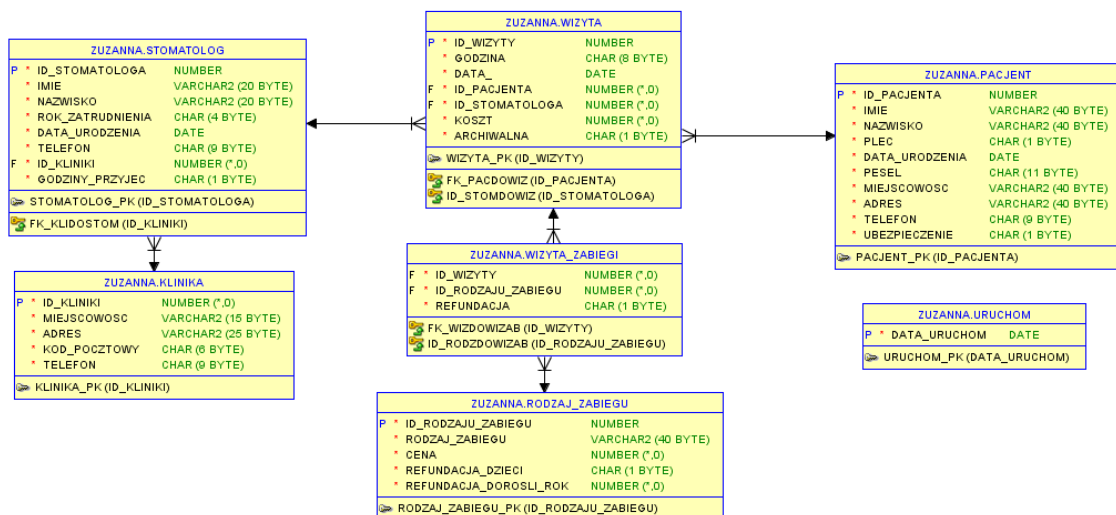 ZUZANNA.STOMATOLOG
P * ID_STOMATOLOGA NUMBER
* IMIE VARCHAR2 (20 BYTE)
* NAZWISKO VARCHAR2 (20 BYTE)
* ROK_ZATRUDNIENIA CHAR (4 BYTE)
* DATA_URODZENIA DATE
* TELEFON CHAR (9 BYTE)
F * ID_KLINIKI NUMBER (*,0)
* GODZINY_PRZYJEC CHAR (1 BYTE)
STOMATOLOG_PK (ID_STOMATOLOGA)
FK_KLIDOSTOM (ID_KLINIKI)
ZUZANNA.KLINIKA
P * ID_KLINIKI NUMBER (*,0)
* MIEJSCOWOSC VARCHAR2 (15 BYTE)
* ADRES VARCHAR2 (25 BYTE)
* KOD_POCZTOWY CHAR (6 BYTE)
* TELEFON CHAR (9 BYTE)
KLINIKA_PK (ID_KLINIKI)
ZUZANNA.WIZYTA
P * ID_WIZYTY NUMBER
* GODZINA CHAR (8 BYTE)
* DATA_ DATE
F * ID_PACJENTA NUMBER (*,0)
F * ID_STOMATOLOGA NUMBER (*,0)
* KOSZT NUMBER (*,0)
* ARCHIWALNA CHAR (1 BYTE)
WIZYTA_PK (ID_WIZYTY)
FK_PACDOWIZ (ID_PACJENTA)
ID_STOMDOWIZ (ID_STOMATOLOGA)
ZUZANNA.WIZYTA_ZABIEGI
F * ID_WIZYTY NUMBER (*,0)
F * ID_RODZAJU_ZABIEGU NUMBER (*,0)
* REFUNDACJA CHAR (1 BYTE)
FK_WIZDOWIZAB (ID_WIZYTY)
ID_RODZDOWIZAB (ID_RODZAJU_ZABIEGU)
ZUZANNA.RODZAJ_ZABIEGU
P * ID_RODZAJU_ZABIEGU NUMBER
* RODZAJ_ZABIEGU VARCHAR2 (40 BYTE)
* CENA NUMBER (*,0)
* REFUNDACJA_DZIECI CHAR (1 BYTE)
* REFUNDACJA_DOROSLI_ROK NUMBER (*,0)
RODZAJ_ZABIEGU_PK (ID_RODZAJU_ZABIEGU)
ZUZANNA.PACJENT
P * ID_PACJENTA NUMBER
* IMIE VARCHAR2 (40 BYTE)
* NAZWISKO VARCHAR2 (40 BYTE)
* PLEC CHAR (1 BYTE)
* DATA_URODZENIA DATE
* PESEL CHAR (11 BYTE)
* MIEJSCOWOSC VARCHAR2 (40 BYTE)
* ADRES VARCHAR2 (40 BYTE)
* TELEFON CHAR (9 BYTE)
* UBEZPIECZENIE CHAR (1 BYTE)
PACJENT_PK (ID_PACJENTA)
ZUZANNA.URUCHOM
P * DATA_URUCHOM DATE
URUCHOM_PK (DATA_URUCHOM)